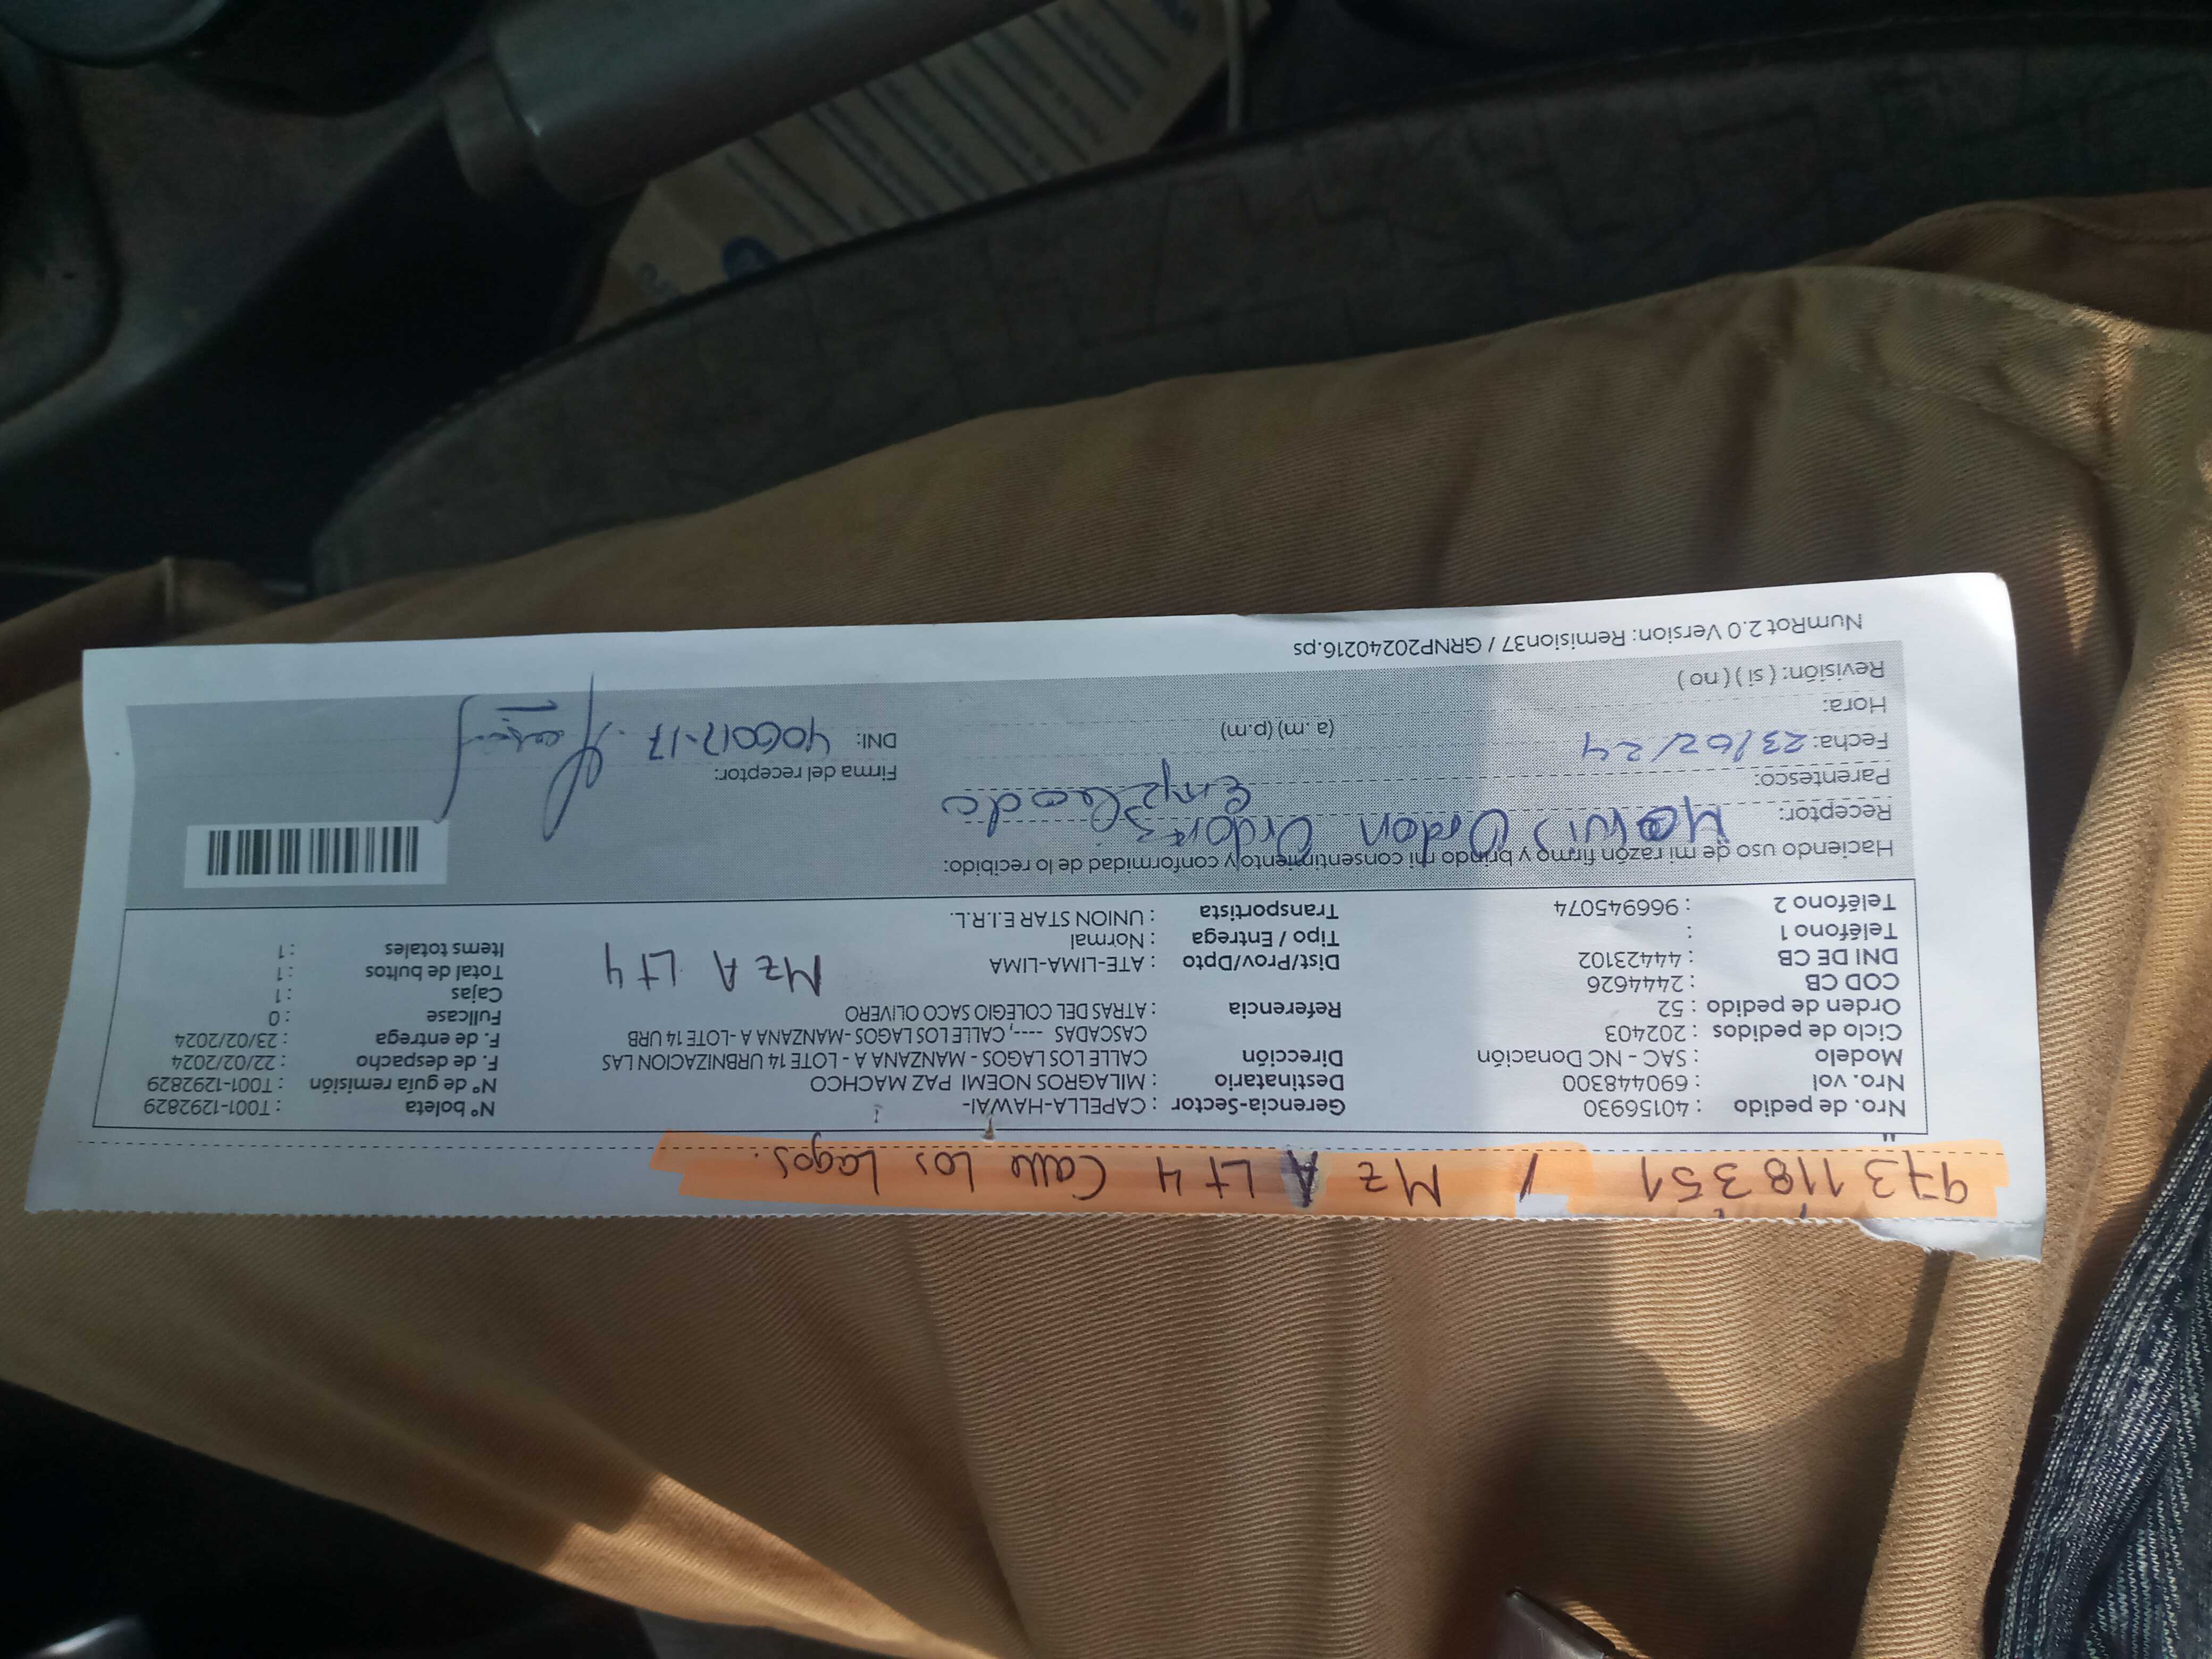 973118351 / Mz A Lt 4 Calle Los Lagos.
Nro. de pedido : 40156930 Gerencia-Sector : CAPELLA-HAWAI- N° boleta : T001-1292829
Nro. vol : 690448300 Destinatario : MILAGROS NOEMI PAZ MACHCO N° de guía remisión : T001-1292829
Modelo : SAC - NC Donación Dirección CALLE LOS LAGOS - MANZANA A - LOTE 14 URBNIZACION LAS F. de despacho : 22/02/2024
Ciclo de pedidos : 202403 CASCADAS ----, CALLE LOS LAGOS - MANZANA A - LOTE 14 URB F. de entrega : 23/02/2024
Orden de pedido : 52 Referencia : ATRAS DEL COLEGIO SACO OLIVERO Fullcase : 0
COD CB : 2444626 Cajas : 1
DNI DE CB : 44423102 Dist/Prov/Dpto : ATE-LIMA-LIMA Mz A Lt 4 Total de bultos : 1
Teléfono 1 : Tipo / Entrega : Normal Items totales : 1
Teléfono 2 : 966945074 Transportista : UNION STAR E.I.R.L.
Haciendo uso de mi razón firmo y brindo mi consentimiento y conformidad de lo recibido:
Receptor: Ordon
Parentesco: Empleado Firma del receptor:
Fecha: 23/02/24 DNI: 406017-17
Hora: (a.m) (p.m)
Revisión: ( si ) ( no )
NumRot 2.0 Version: Remision37 / GRNP20240216.ps